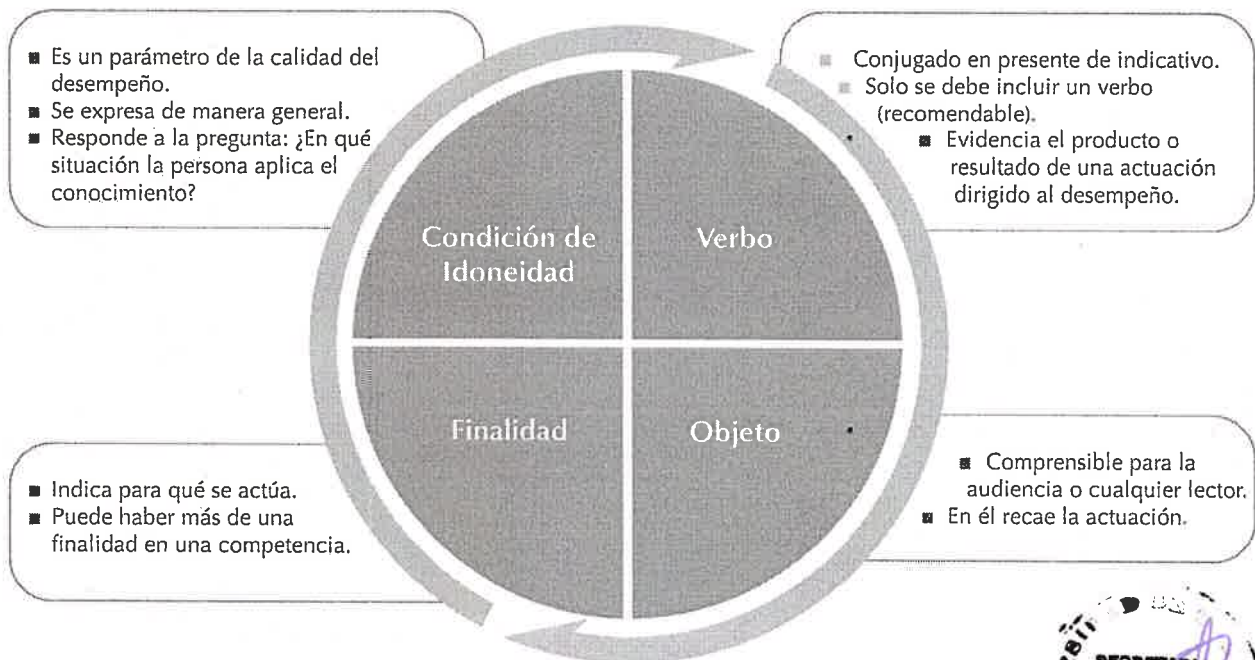 ■ Es un parámetro de la calidad del
desempeño.
■ Se expresa de manera general.
■ Responde a la pregunta: ¿En qué
situación la persona aplica el
conocimiento?
■ Conjugado en presente de indicativo.
■ Solo se debe incluir un verbo
(recomendable).
■ Evidencia el producto o
resultado de una actuación
dirigido al desempeño.
Condición de
Idoneidad
Verbo
Finalidad
Objeto
■ Indica para qué se actúa.
■ Puede haber más de una
finalidad en una competencia.
■ Comprensible para la
audiencia o cualquier lector.
■ En él recae la actuación.